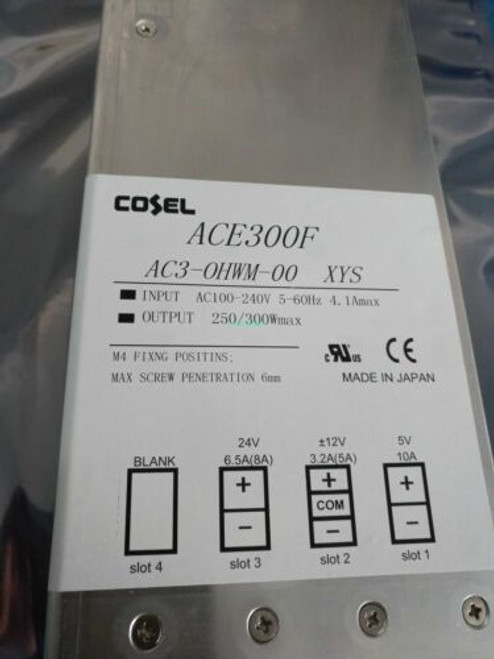 COSEL
ACE300F
AC3-OHWM-00 XYS
INPUT AC100-240V 5-60Hz 4.1Amax
OUTPUT 250/300Wmax
M4 FIXNG POSITINS;
MAX SCREW PENETRATION 6mm
c RU us CE
MADE IN JAPAN
24V ±12V 5V
BLANK 6.5A(8A) 3.2A(5A) 10A
+ + +
COM
- - -
slot 4 slot 3 slot 2 slot 1